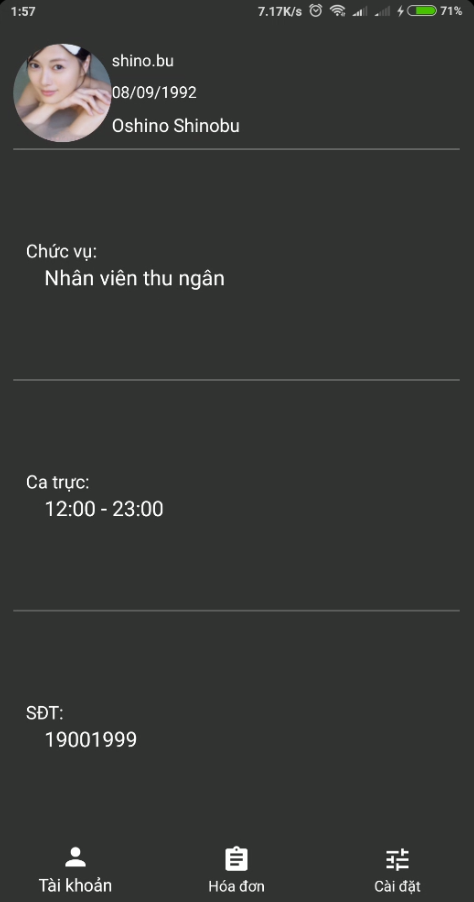 1:57 7.17K/s 71%
shino.bu
08/09/1992
Oshino Shinobu
Chức vụ:
Nhân viên thu ngân
Ca trực:
12:00 - 23:00
SĐT:
19001999
Tài khoản Hóa đơn Cài đặt